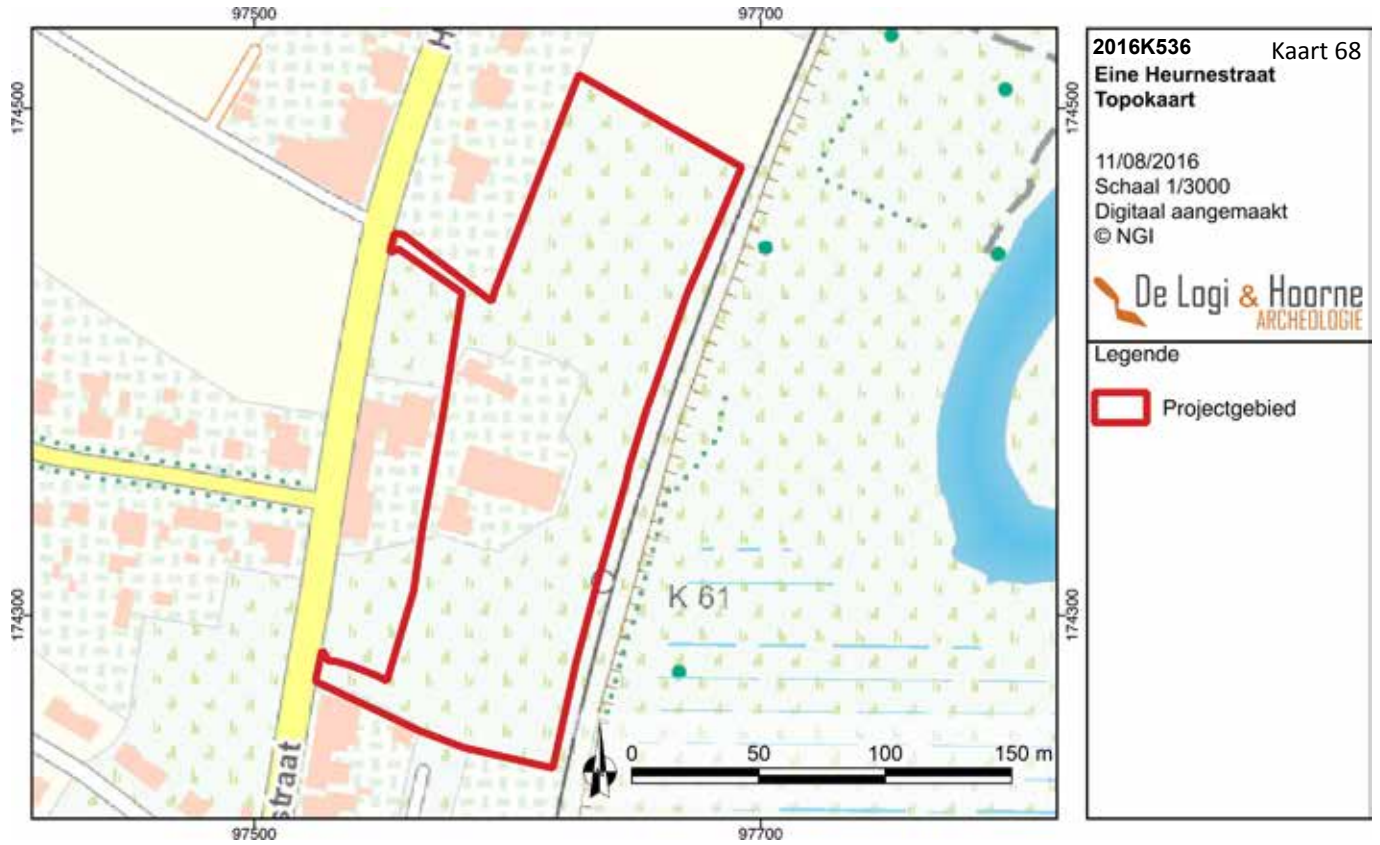 97500
97700
174500
174500
H
K 61
174300
174300
straat
0 50 100 150 m
97500
97700
2016K536 Kaart 68
Eine Heurnestraat
Topokaart
11/08/2016
Schaal 1/3000
Digitaal aangemaakt
© NGI
De Logi & Hoorne
ARCHEOLOGIE
Legende
Projectgebied